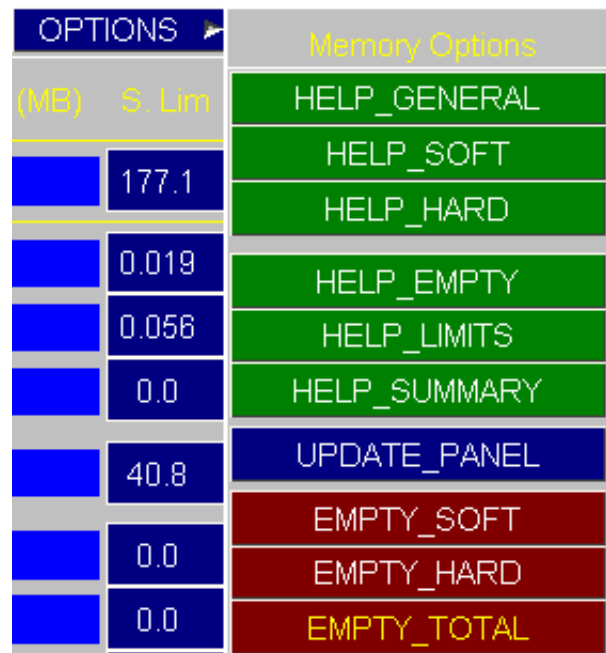 OPTIONS
Memory Options
(MB) S. Lim
HELP_GENERAL
177.1
HELP_SOFT
HELP_HARD
0.019
HELP_EMPTY
0.056
HELP_LIMITS
0.0
HELP_SUMMARY
40.8
UPDATE_PANEL
EMPTY_SOFT
0.0
EMPTY_HARD
0.0
EMPTY_TOTAL